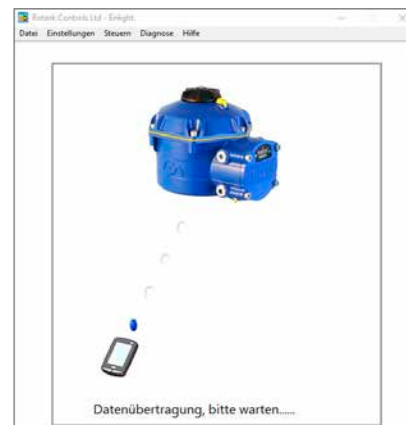 Rotork Controls Ltd - Enlight
Datei Einstellungen Steuern Diagnose Hilfe
Datenübertragung, bitte warten......